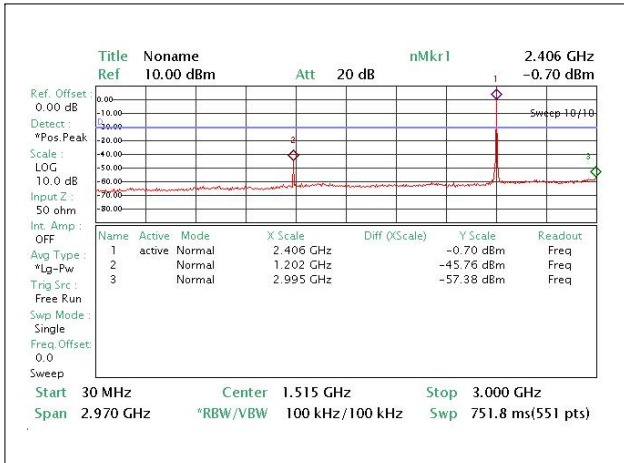 Title Noname nMkr1 2.406 GHz
Ref 10.00 dBm Att 20 dB −0.70 dBm
Ref. Offset :
0.00 dB
Detect :
*Pos.Peak
Scale :
LOG
10.0 dB
Input Z :
50 ohm
Int. Amp :
OFF
Avg Type :
*Lg-Pw
Trig Src :
Free Run
Swp Mode :
Single
Freq.Offset:
0.0
Sweep
1
0.00
Sweep 10/10
-10.00
D
-20.00
-30.00
2
-40.00
3
-50.00
-60.00
-70.00
-80.00
Name Active Mode X Scale Diff (XScale) Y Scale Readout
1 active Normal 2.406 GHz −0.70 dBm Freq
2 Normal 1.202 GHz −45.76 dBm Freq
3 Normal 2.995 GHz −57.38 dBm Freq
Start 30 MHz Center 1.515 GHz Stop 3.000 GHz
Span 2.970 GHz *RBW/VBW 100 kHz/100 kHz Swp 751.8 ms(551 pts)